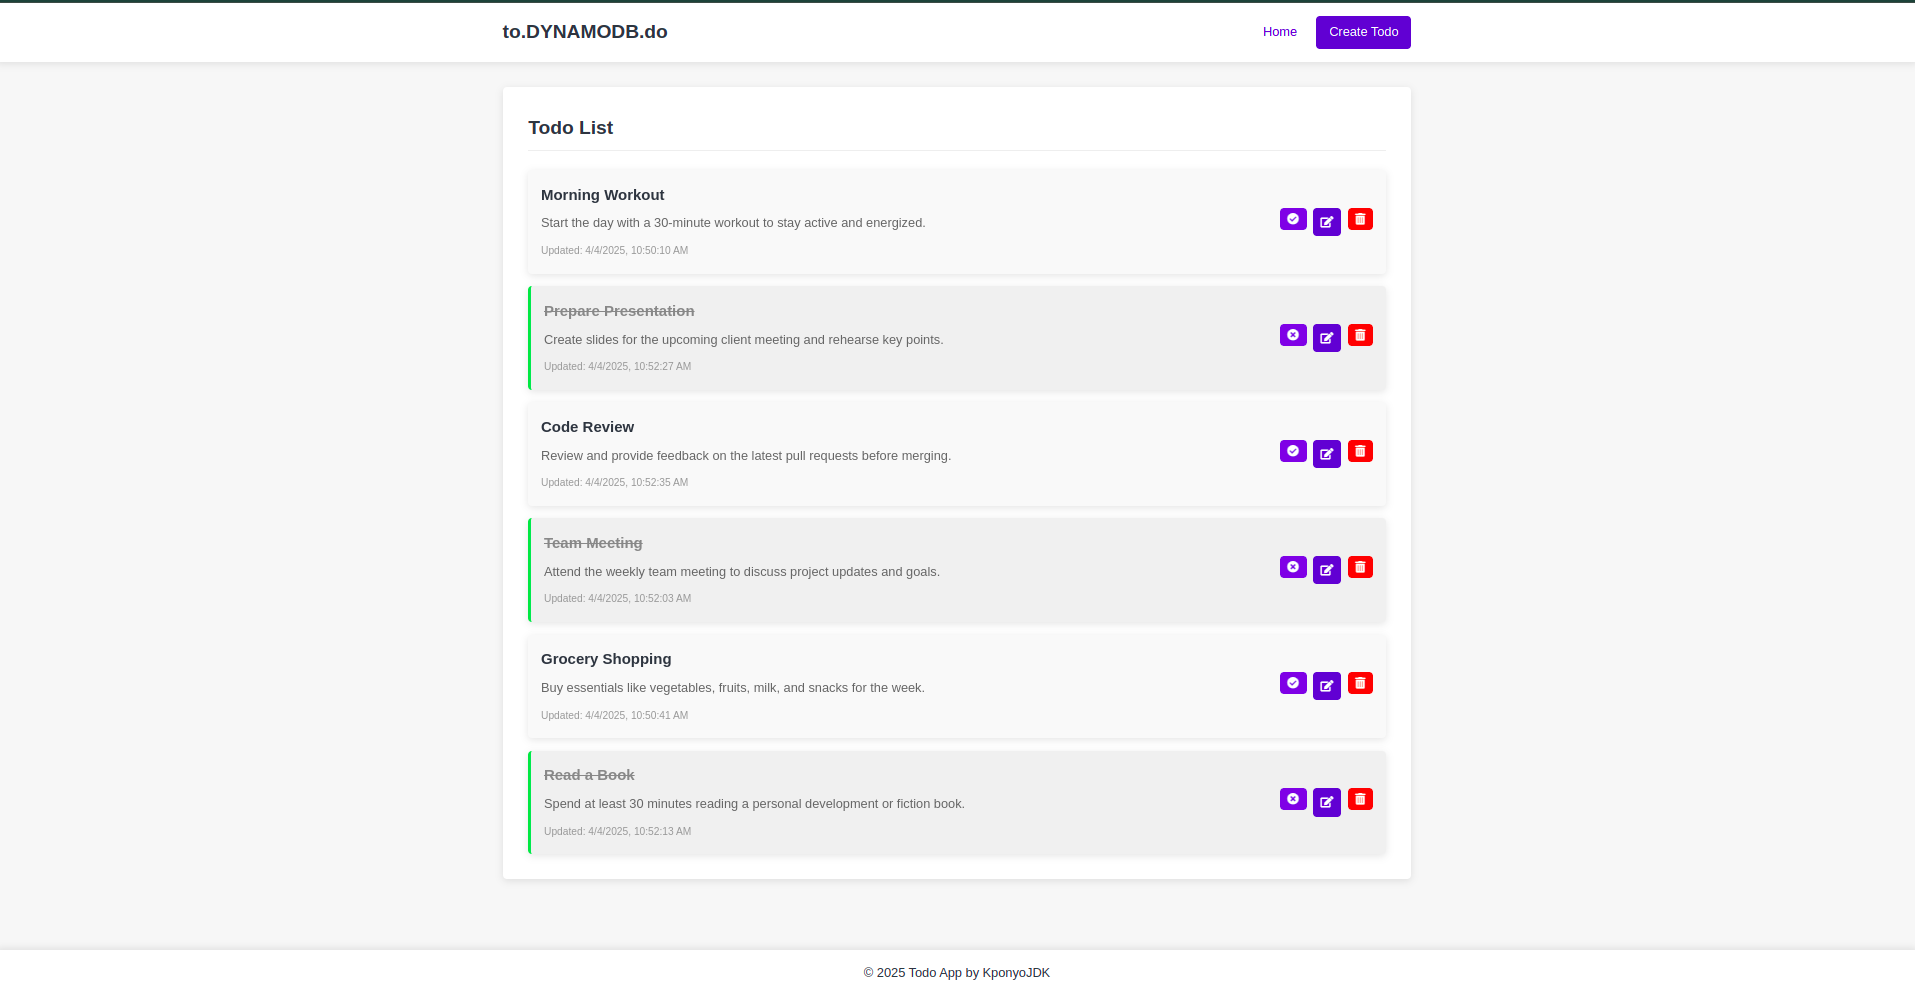 to.DYNAMODB.do
Home
Create Todo
Todo List
Morning Workout
Start the day with a 30-minute workout to stay active and energized.
Updated: 4/4/2025, 10:50:10 AM
Prepare Presentation
Create slides for the upcoming client meeting and rehearse key points.
Updated: 4/4/2025, 10:52:27 AM
Code Review
Review and provide feedback on the latest pull requests before merging.
Updated: 4/4/2025, 10:52:35 AM
Team Meeting
Attend the weekly team meeting to discuss project updates and goals.
Updated: 4/4/2025, 10:52:03 AM
Grocery Shopping
Buy essentials like vegetables, fruits, milk, and snacks for the week.
Updated: 4/4/2025, 10:50:41 AM
Read a Book
Spend at least 30 minutes reading a personal development or fiction book.
Updated: 4/4/2025, 10:52:13 AM
© 2025 Todo App by KponyoJDK